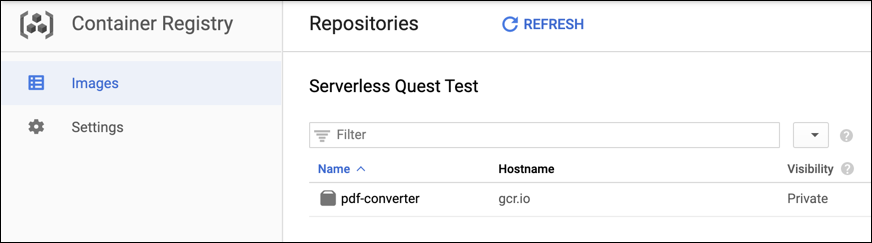 Container Registry
Repositories
REFRESH
Images
Settings
Serverless Quest Test
Filter
Name Hostname Visibility
pdf-converter gcr.io Private